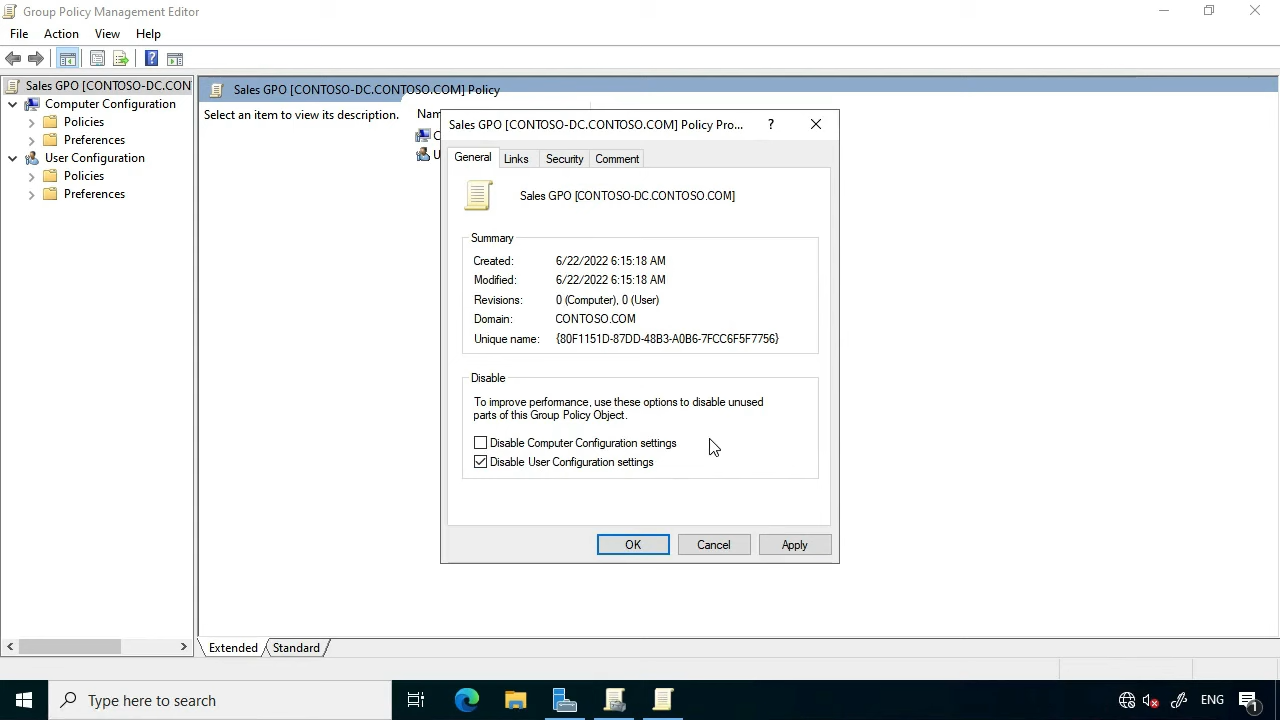 Group Policy Management Editor
File Action View Help
Sales GPO [CONTOSO-DC.CON
Computer Configuration
Policies
Preferences
User Configuration
Policies
Preferences
Sales GPO [CONTOSO-DC.CONTOSO.COM] Policy
Select an item to view its description.
Sales GPO [CONTOSO-DC.CONTOSO.COM] Policy Pro...
General Links Security Comment
Sales GPO [CONTOSO-DC.CONTOSO.COM]
Summary
Created: 6/22/2022 6:15:18 AM
Modified: 6/22/2022 6:15:18 AM
Revisions: 0 (Computer), 0 (User)
Domain: CONTOSO.COM
Unique name: {80F1151D-87DD-48B3-A0B6-7FCC6F5F7756}
Disable
To improve performance, use these options to disable unused
parts of this Group Policy Object.
Disable Computer Configuration settings
Disable User Configuration settings
OK Cancel Apply
Extended Standard
Type here to search
ENG
1